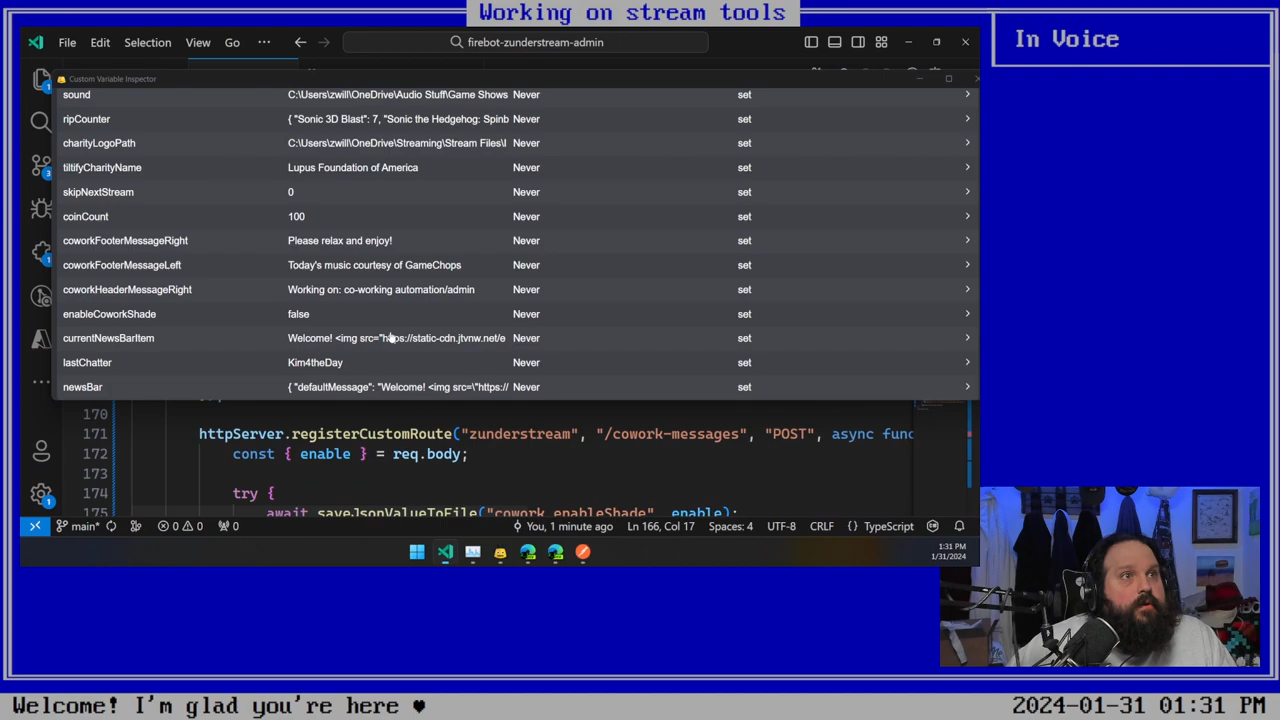 Working on stream tools
In Voice
File Edit Selection View Go ··· firebot-zunderstream-admin
Custom Variable Inspector
sound C:\Users\zwill\OneDrive\Audio Stuff\Game Shows Never set
ripCounter { "Sonic 3D Blast": 7, "Sonic the Hedgehog: Spinb Never set
charityLogoPath C:\Users\zwill\OneDrive\Streaming\Stream Files\I Never set
tiltifyCharityName Lupus Foundation of America Never set
skipNextStream 0 Never set
coinCount 100 Never set
coworkFooterMessageRight Please relax and enjoy! Never set
coworkFooterMessageLeft Today's music courtesy of GameChops Never set
coworkHeaderMessageRight Working on: co-working automation/admin Never set
enableCoworkShade false Never set
currentNewsBarItem Welcome! <img src="https://static-cdn.jtvnw.net/e Never set
lastChatter Kim4theDay Never set
newsBar { "defaultMessage": "Welcome! <img src=\"https:// Never set
170
171 httpServer.registerCustomRoute("zunderstream", "/cowork-messages", "POST", async func
172 const { enable } = req.body;
173
174 try {
175 await saveJsonValueToFile("cowork enableShade", enable);
main* 0 0 0 You, 1 minute ago Ln 166, Col 17 Spaces: 4 UTF-8 CRLF {} TypeScript
1:31 PM
1/31/2024
Welcome! I'm glad you're here ♥ 2024-01-31 01:31 PM